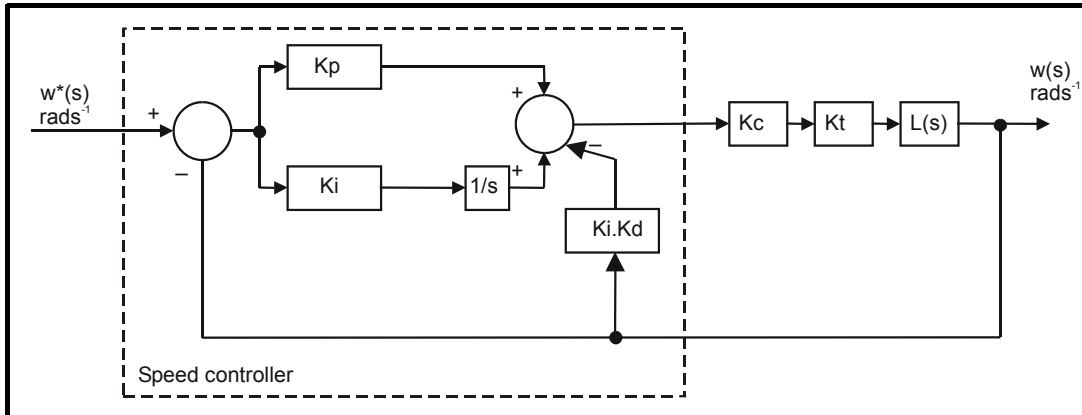 Kp
w*(s)
rads-1
w(s)
rads-1
+
+
Kc
Kt
L(s)
–
–
Ki
1/s
+
Ki.Kd
Speed controller